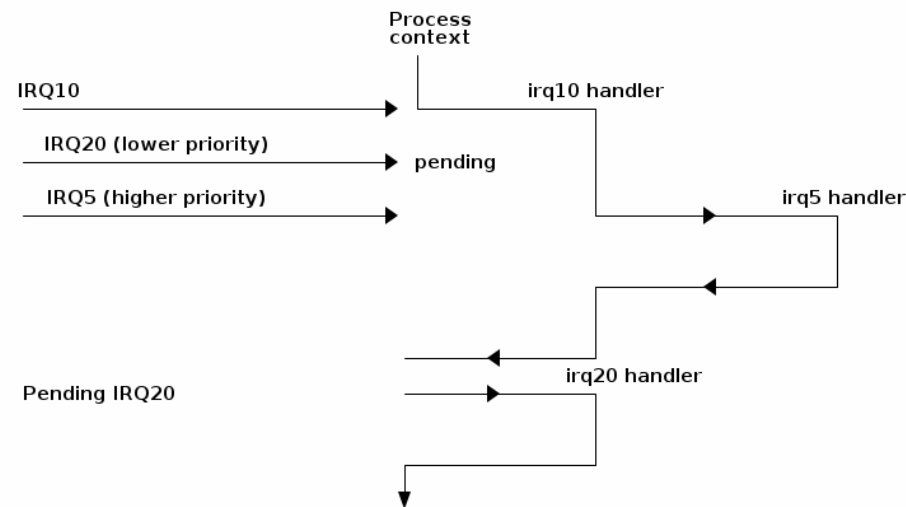 Process
context
IRQ10
irq10 handler
IRQ20 (lower priority)
pending
IRQ5 (higher priority)
irq5 handler
irq20 handler
Pending IRQ20